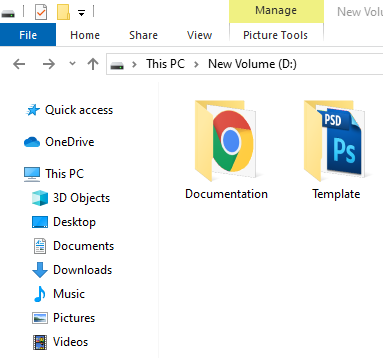 Manage
New Volume
File
Home
Share
View
Picture Tools
This PC
New Volume (D:)
Quick access
OneDrive
This PC
3D Objects
Desktop
Documents
Downloads
Music
Pictures
Videos
PSD
Ps
Documentation
Template